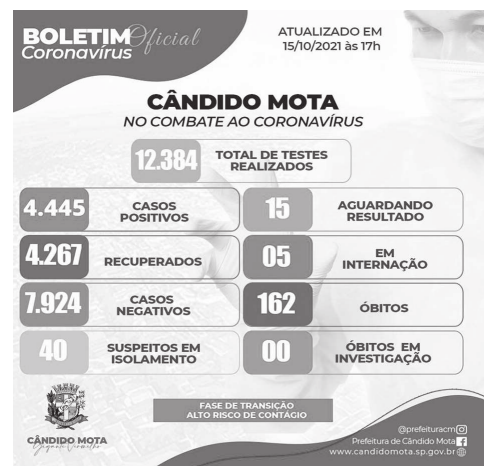 BOLETIM Oficial
Coronavírus
ATUALIZADO EM
15/10/2021 às 17h
CÂNDIDO MOTA
NO COMBATE AO CORONAVÍRUS
12.384 TOTAL DE TESTES
REALIZADOS
4.445 CASOS
POSITIVOS
15 AGUARDANDO
RESULTADO
4.267 RECUPERADOS
05 EM
INTERNAÇÃO
7.924 CASOS
NEGATIVOS
162 ÓBITOS
40 SUSPEITOS EM
ISOLAMENTO
00 ÓBITOS EM
INVESTIGAÇÃO
FASE DE TRANSIÇÃO
ALTO RISCO DE CONTÁGIO
CÂNDIDO MOTA
Gigante Vermelho
@prefeituracm
Prefeitura de Cândido Mota
www.candidomota.sp.gov.br